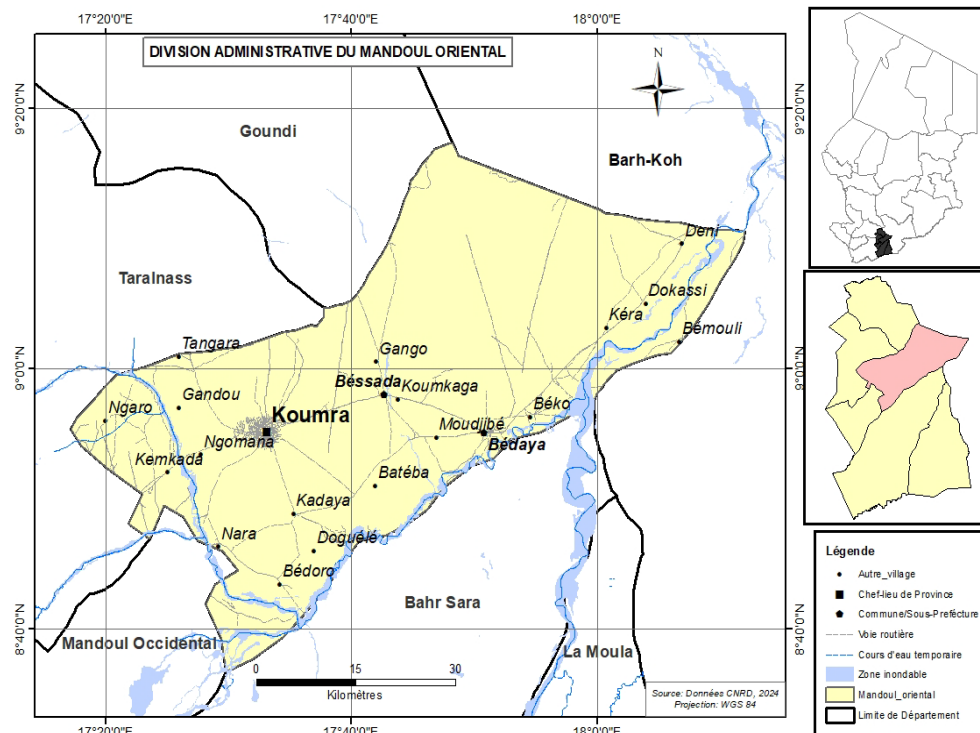 17°20'0"E 17°40'0"E 18°0'0"E
DIVISION ADMINISTRATIVE DU MANDOUL ORIENTAL
N
9°20'0"N 9°20'0"N
Goundi
Barh-Koh
Deni
Taralnass
Dokassi
Kéra
Bémouli
Tangara
Gango
9°0'0"N 9°0'0"N
Béssada
Koumkaga
Gandou
Ngaro
Koumra
Béko
Moudjibé
Ngomana
Bédaya
Kemkada
Batéba
Kadaya
Nara
Doguélé
Bédoro
Bahr Sara
8°40'0"N 8°40'0"N
Mandoul Occidental
La Moula
0 15 30
Kilomètres
Source: Données CNRD, 2024
Projection: WGS 84
17°20'0"E 17°40'0"E 18°0'0"E
Légende
Autre_village
Chef-lieu de Province
Commune/Sous-Preféctture
Voie routière
Cours d'eau temporaire
Zone inondable
Mandoul_oriental
Limite de Département